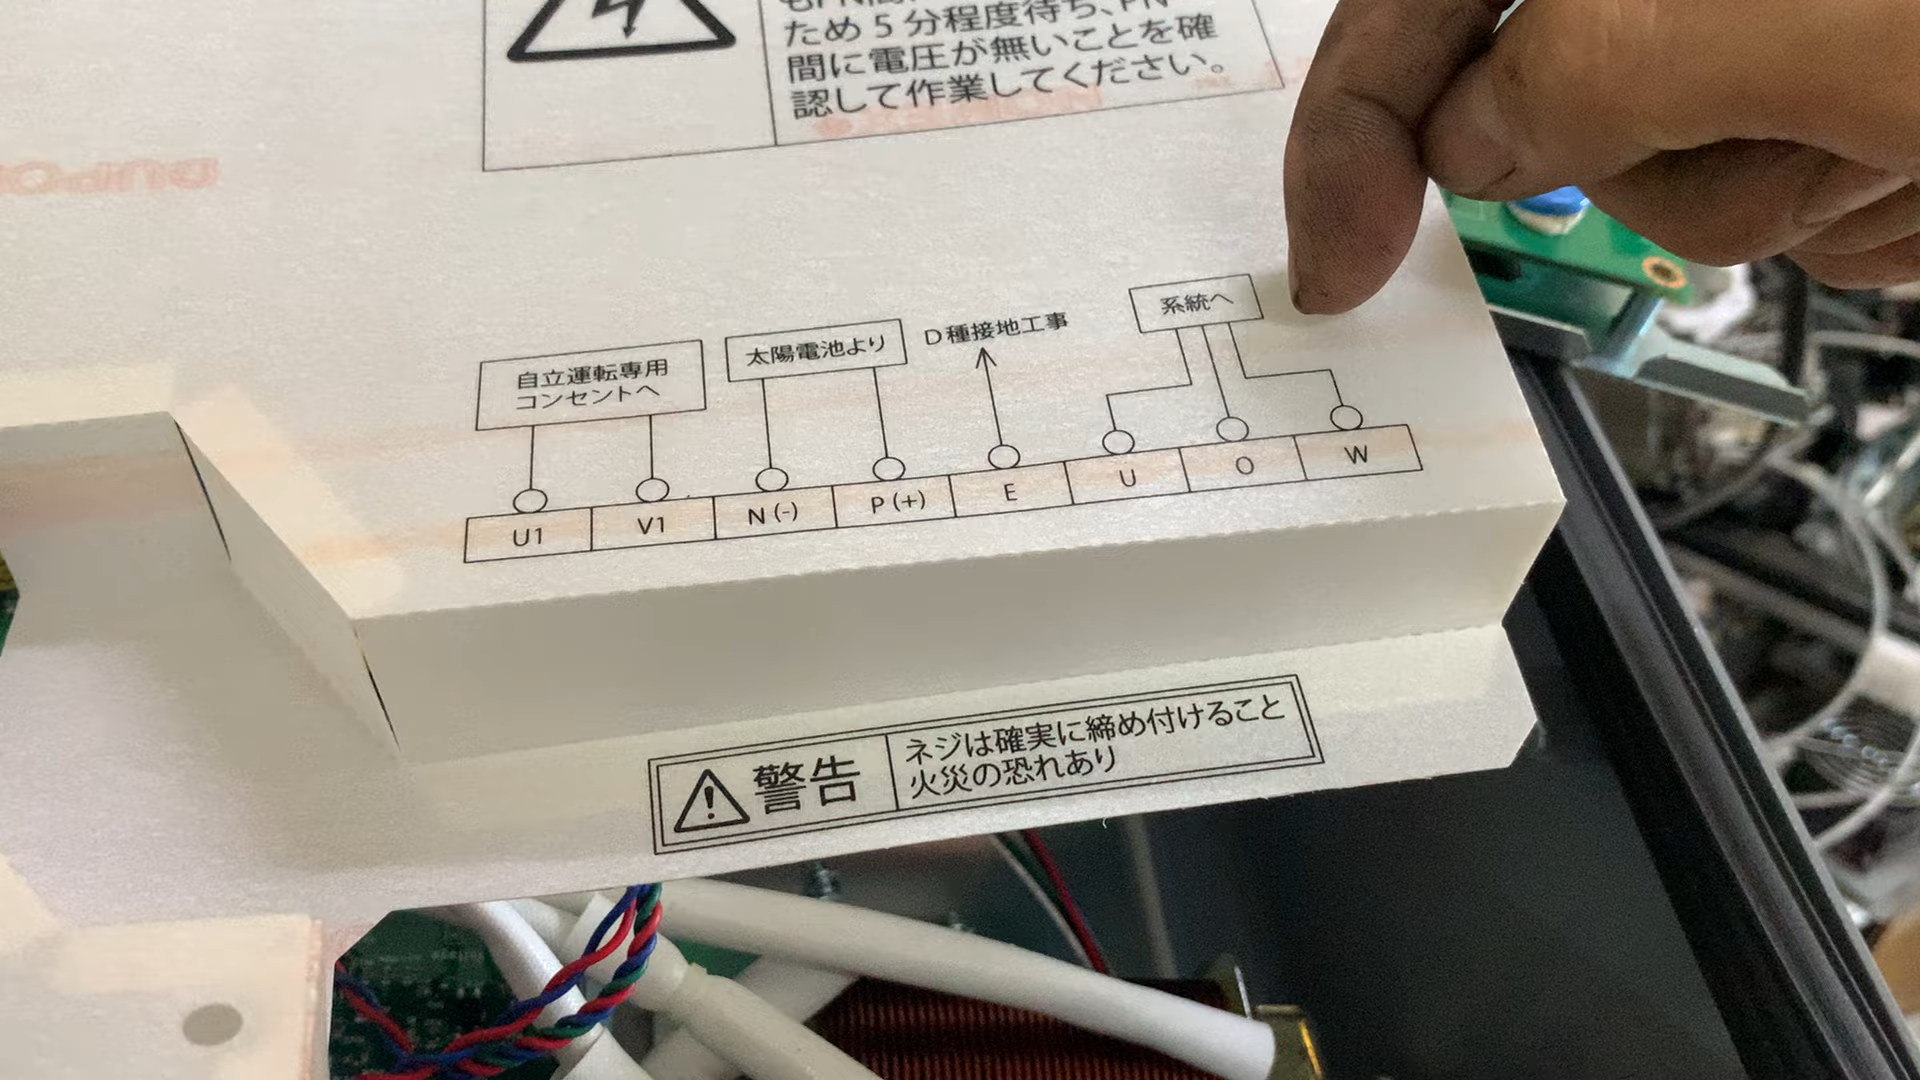 ため5分程度待ち、PN
間に電圧が無いことを確
認して作業してください。
自立運転専用
コンセントへ
太陽電池より
D種接地工事
系統へ
U1 V1 N(-) P(+) E U O W
警告
ネジは確実に締め付けること
火災の恐れあり